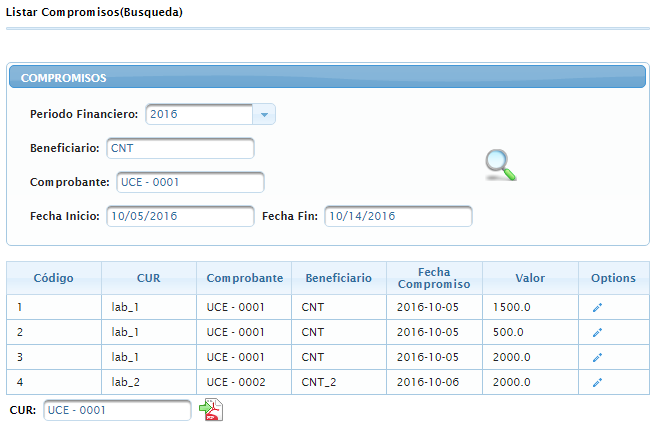 Listar Compromisos(Busqueda)
COMPROMISOS
Periodo Financiero: 2016
Beneficiario: CNT
Comprobante: UCE - 0001
Fecha Inicio: 10/05/2016 Fecha Fin: 10/14/2016
Código CUR Comprobante Beneficiario Fecha Compromiso Valor Options
1 lab_1 UCE - 0001 CNT 2016-10-05 1500.0
2 lab_1 UCE - 0001 CNT 2016-10-05 500.0
3 lab_1 UCE - 0001 CNT 2016-10-05 2000.0
4 lab_2 UCE - 0002 CNT_2 2016-10-06 2000.0
CUR: UCE - 0001